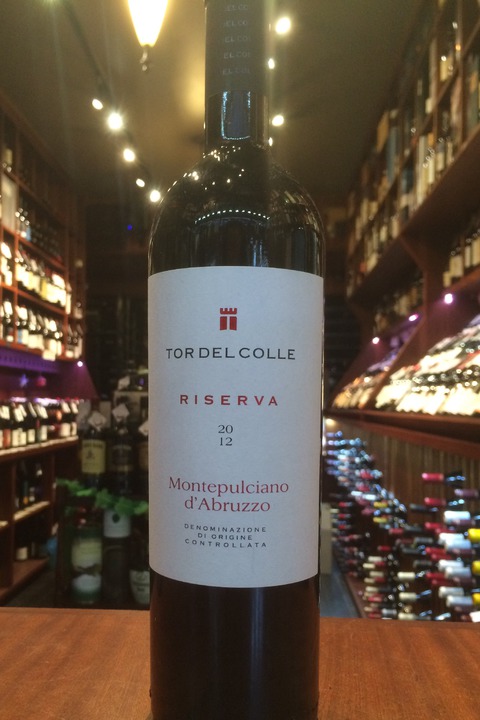 TOR DEL COLLE
RISERVA
20
12
Montepulciano
d'Abruzzo
DENOMINAZIONE
DI ORIGINE
CONTROLLATA